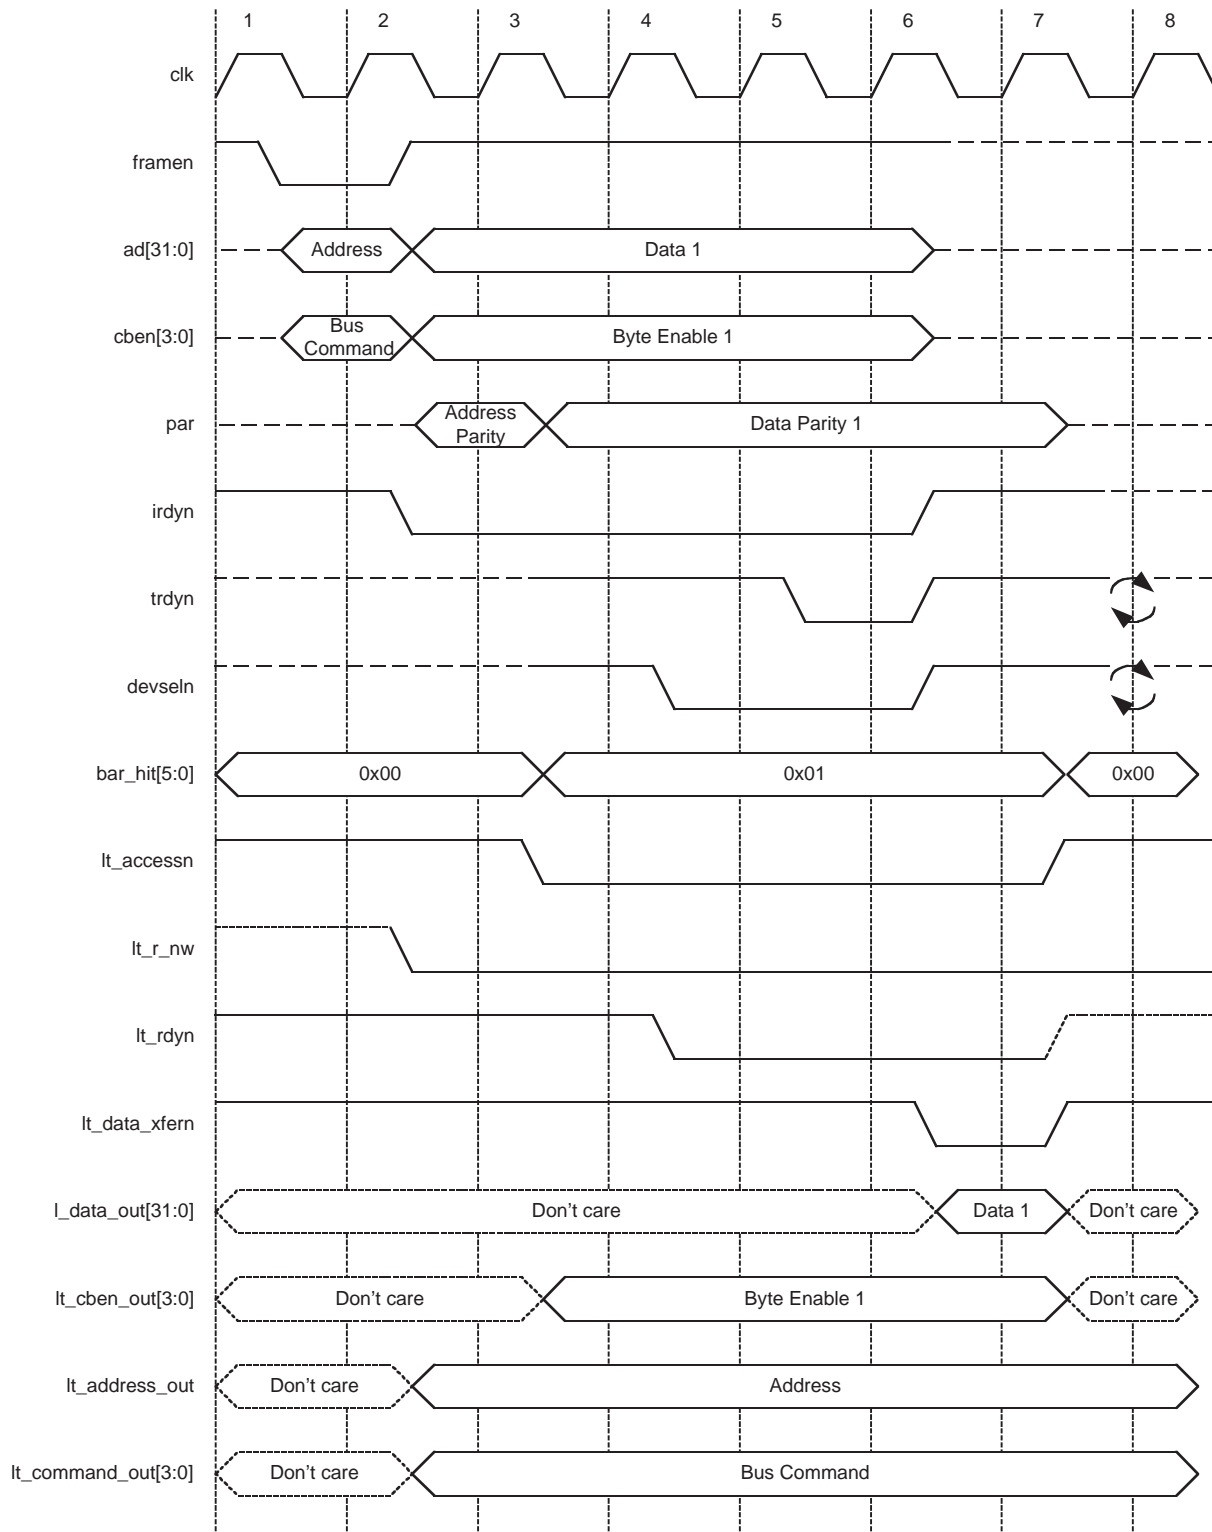 1 2 3 4 5 6 7 8
clk
framen
ad[31:0] Address Data 1
cben[3:0] Bus Command Byte Enable 1
par Address Parity Data Parity 1
irdyn
trdyn
devseln
bar_hit[5:0] 0x00 0x01 0x00
lt_accessn
lt_r_nw
lt_rdyn
lt_data_xfern
l_data_out[31:0] Don't care Data 1 Don't care
lt_cben_out[3:0] Don't care Byte Enable 1 Don't care
lt_address_out Don't care Address
lt_command_out[3:0] Don't care Bus Command